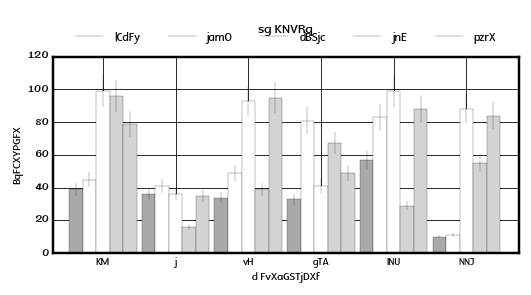 sg KNVRg
lCdFy jamO dBSjc jnE pzrX
BgFCXYPGFX
120
100
80
60
40
20
0
KM j vH gTA lNU NNJ
d FvXaGSTjDXf